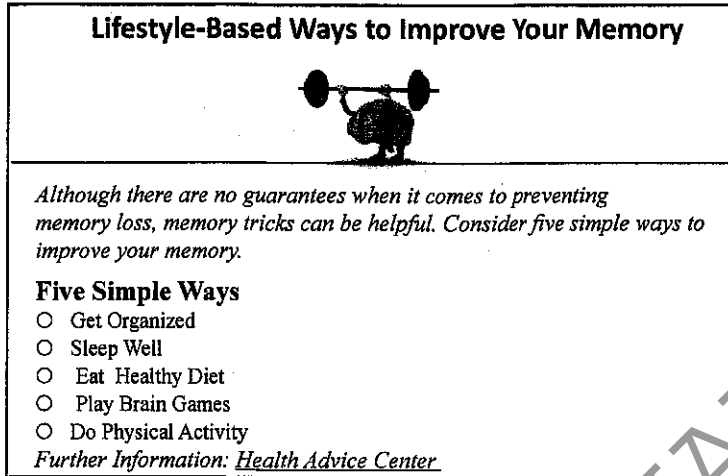 Lifestyle-Based Ways to Improve Your Memory
Although there are no guarantees when it comes to preventing
memory loss, memory tricks can be helpful. Consider five simple ways to
improve your memory.
Five Simple Ways
O Get Organized
O Sleep Well
O Eat Healthy Diet
O Play Brain Games
O Do Physical Activity
Further Information: Health Advice Center